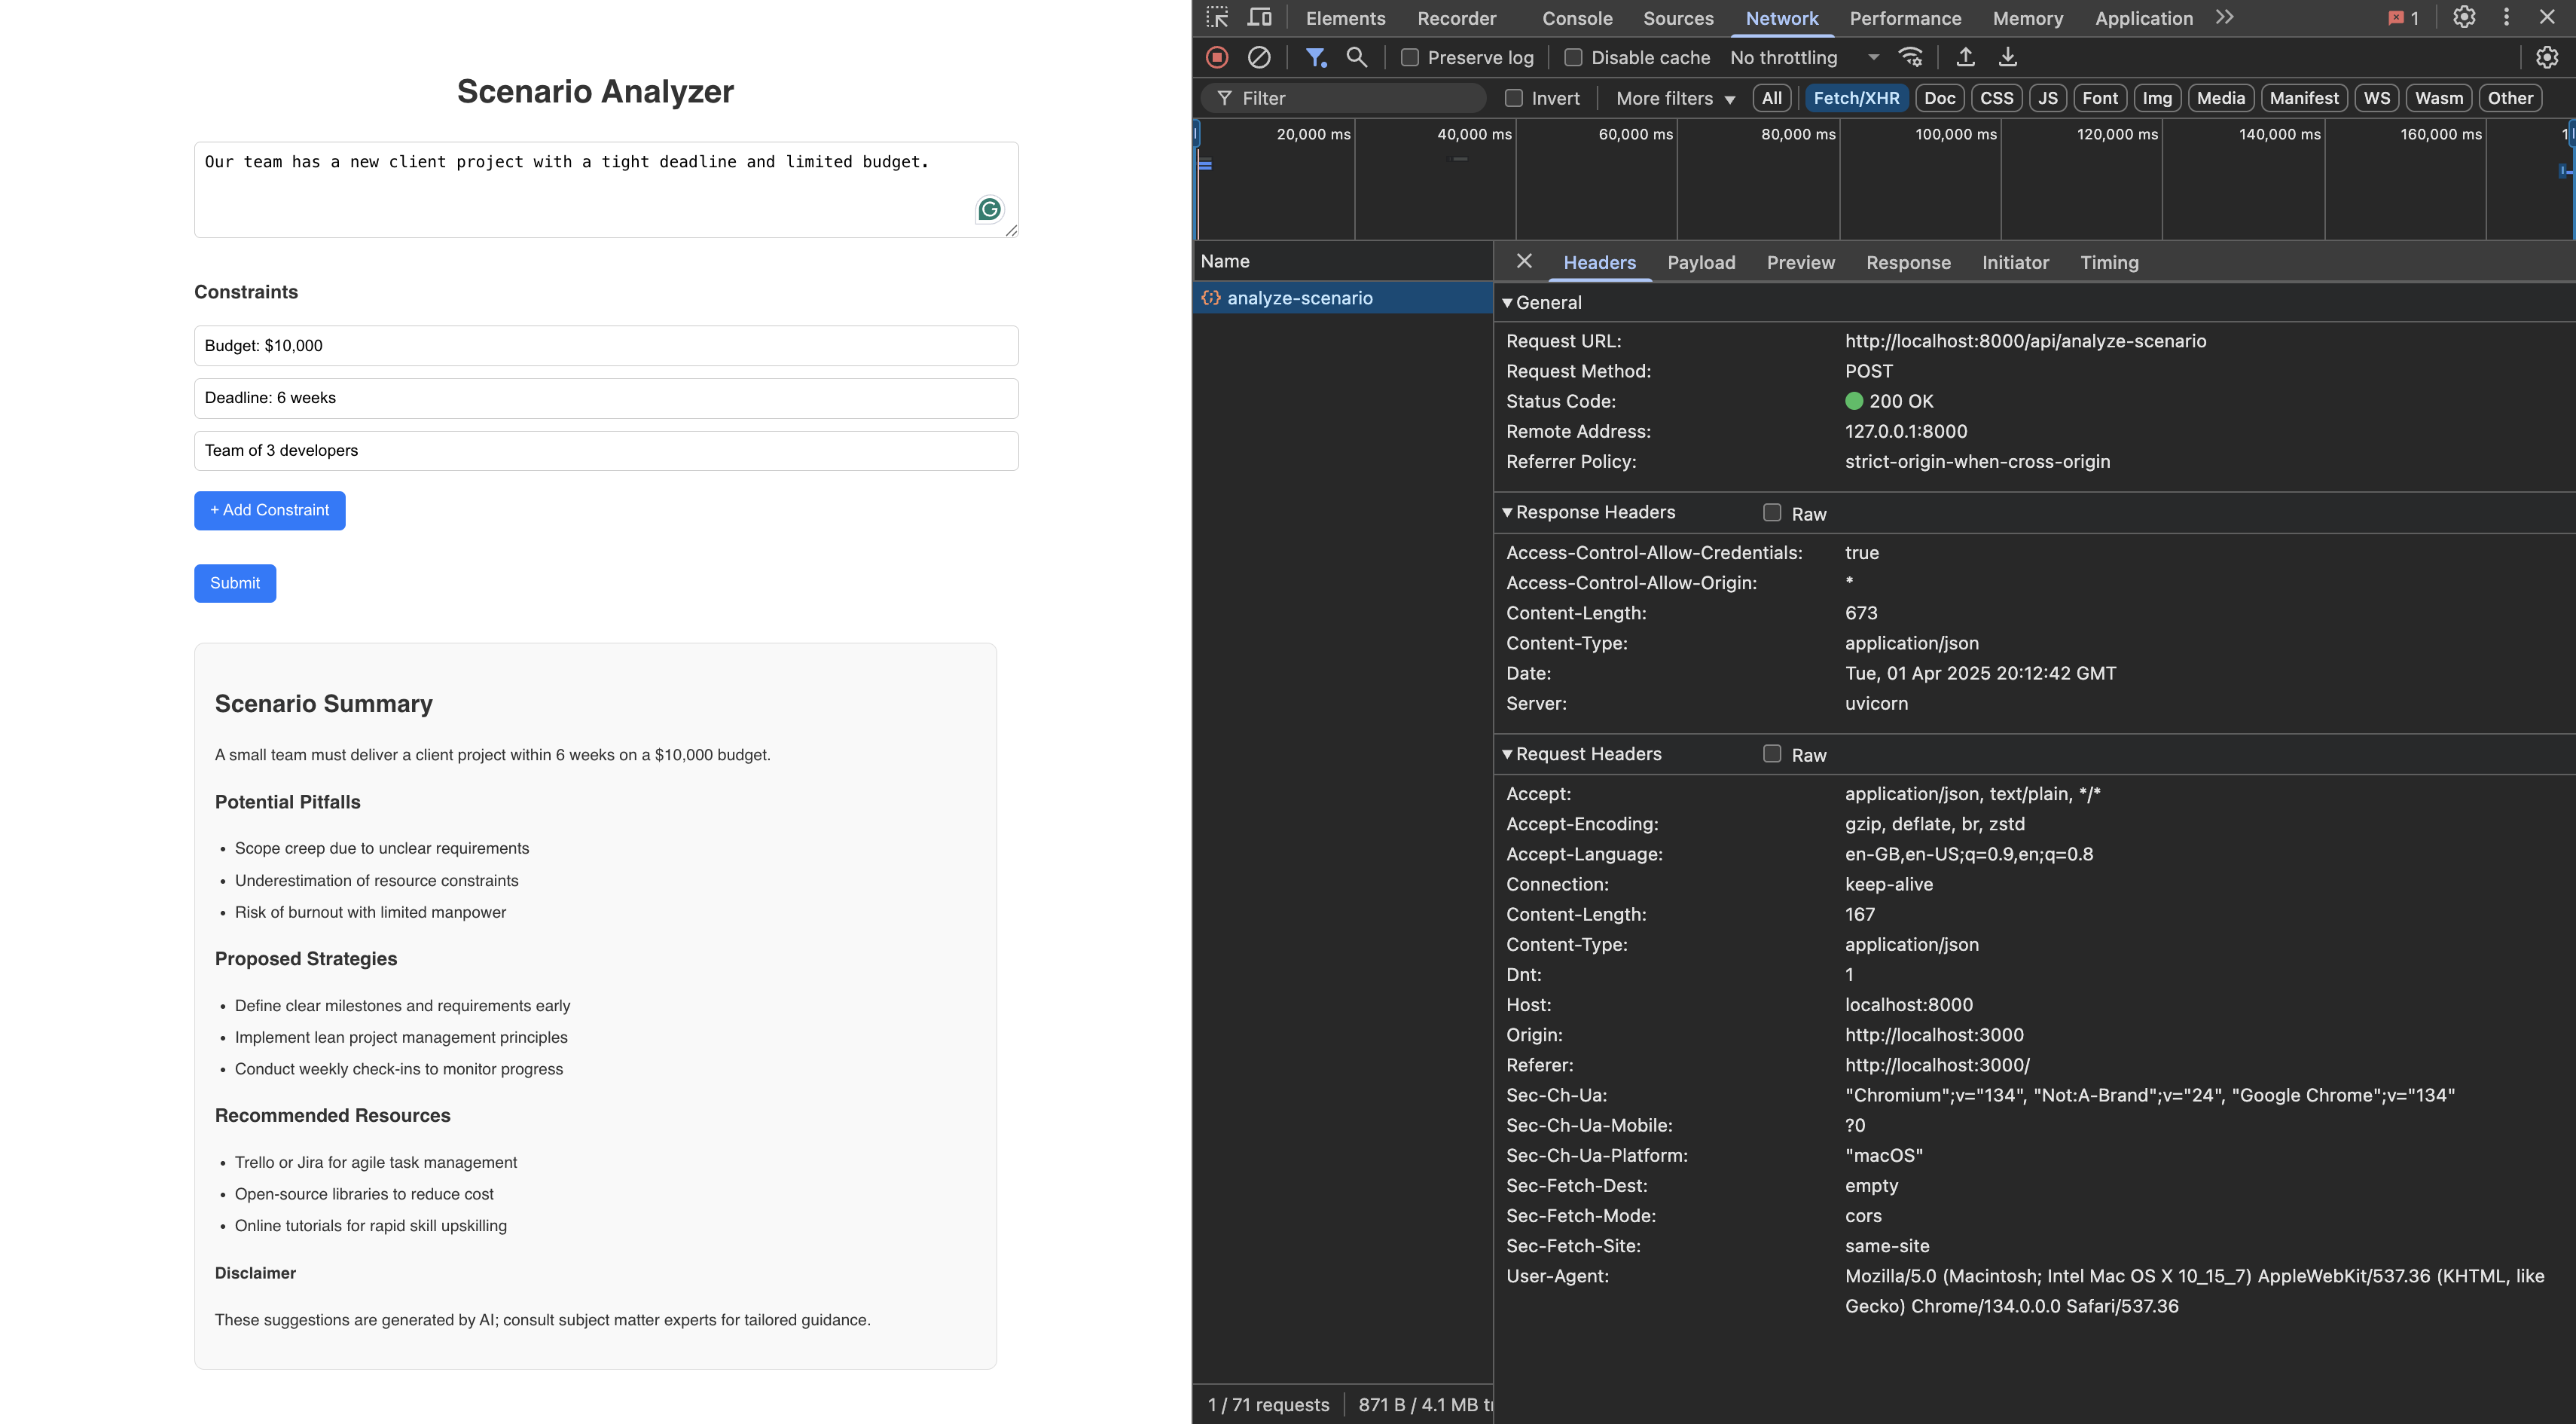 Scenario Analyzer
Our team has a new client project with a tight deadline and limited budget.
Constraints
Budget: $10,000
Deadline: 6 weeks
Team of 3 developers
+ Add Constraint
Submit
Scenario Summary
A small team must deliver a client project within 6 weeks on a $10,000 budget.
Potential Pitfalls
• Scope creep due to unclear requirements
• Underestimation of resource constraints
• Risk of burnout with limited manpower
Proposed Strategies
• Define clear milestones and requirements early
• Implement lean project management principles
• Conduct weekly check-ins to monitor progress
Recommended Resources
• Trello or Jira for agile task management
• Open-source libraries to reduce cost
• Online tutorials for rapid skill upskilling
Disclaimer
These suggestions are generated by AI; consult subject matter experts for tailored guidance.
Elements Recorder Console Sources Network Performance Memory Application 1
Preserve log Disable cache No throttling
Filter Invert More filters All Fetch/XHR Doc CSS JS Font Img Media Manifest WS Wasm Other
20,000 ms 40,000 ms 60,000 ms 80,000 ms 100,000 ms 120,000 ms 140,000 ms 160,000 ms
Name
analyze-scenario
1 / 71 requests 871 B / 4.1 MB
Headers Payload Preview Response Initiator Timing
General
Request URL: http://localhost:8000/api/analyze-scenario
Request Method: POST
Status Code: 200 OK
Remote Address: 127.0.0.1:8000
Referrer Policy: strict-origin-when-cross-origin
Response Headers Raw
Access-Control-Allow-Credentials: true
Access-Control-Allow-Origin: *
Content-Length: 673
Content-Type: application/json
Date: Tue, 01 Apr 2025 20:12:42 GMT
Server: uvicorn
Request Headers Raw
Accept: application/json, text/plain, */*
Accept-Encoding: gzip, deflate, br, zstd
Accept-Language: en-GB,en-US;q=0.9,en;q=0.8
Connection: keep-alive
Content-Length: 167
Content-Type: application/json
Dnt: 1
Host: localhost:8000
Origin: http://localhost:3000
Referer: http://localhost:3000/
Sec-Ch-Ua: "Chromium";v="134", "Not:A-Brand";v="24", "Google Chrome";v="134"
Sec-Ch-Ua-Mobile: ?0
Sec-Ch-Ua-Platform: "macOS"
Sec-Fetch-Dest: empty
Sec-Fetch-Mode: cors
Sec-Fetch-Site: same-site
User-Agent: Mozilla/5.0 (Macintosh; Intel Mac OS X 10_15_7) AppleWebKit/537.36 (KHTML, like
Gecko) Chrome/134.0.0.0 Safari/537.36